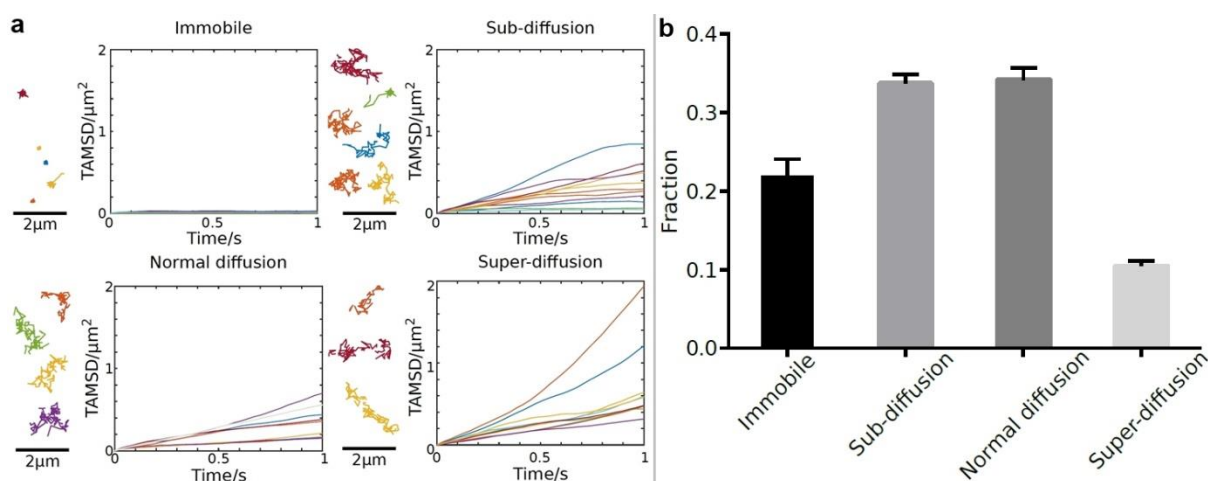 a
Immobile
TAMSD/μm²
2
1
0
0
0.5
1
Time/s
2μm
Sub-diffusion
TAMSD/μm²
2
1
0
0
0.5
1
Time/s
2μm
Normal diffusion
TAMSD/μm²
2
1
0
0
0.5
1
Time/s
2μm
Super-diffusion
TAMSD/μm²
2
1
0
0
0.5
1
Time/s
2μm
b
Fraction
0.4
0.3
0.2
0.1
0.0
Immobile
Sub-diffusion
Normal diffusion
Super-diffusion